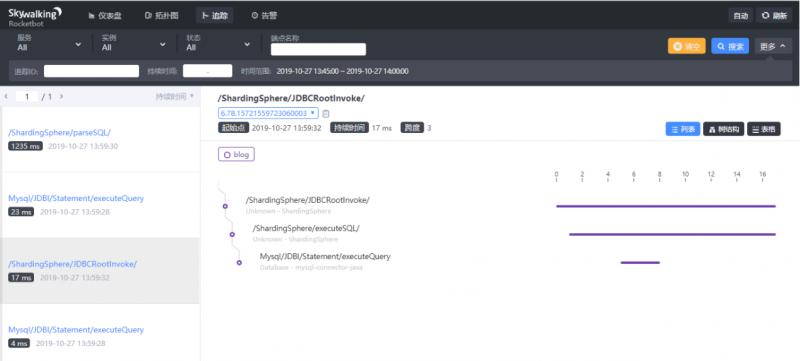 Skywalking
Rocketbot
仪表盘
拓扑图
追踪
告警
自动
刷新
服务
All
实例
All
状态
All
端点名称
清空
搜索
更多
追踪ID:
持续时间:
-
时间范围: 2019-10-27 13:45:00 ~ 2019-10-27 14:00:00
1 / 1
持续时间
/ShardingSphere/parseSQL/
1235 ms 2019-10-27 13:59:30
Mysql/JDBI/Statement/executeQuery
23 ms 2019-10-27 13:59:28
/ShardingSphere/JDBCRootInvoke/
17 ms 2019-10-27 13:59:32
Mysql/JDBI/Statement/executeQuery
4 ms 2019-10-27 13:59:28
/ShardingSphere/JDBCRootInvoke/
6.78.15721559723060003
起始点 2019-10-27 13:59:32 持续时间 17 ms 跨度 3
列表
树结构
表格
blog
0 2 4 6 8 10 12 14 16
/ShardingSphere/JDBCRootInvoke/
Unknown - ShardingSphere
/ShardingSphere/executeSQL/
Unknown - ShardingSphere
Mysql/JDBI/Statement/executeQuery
Database - mysql-connector-java